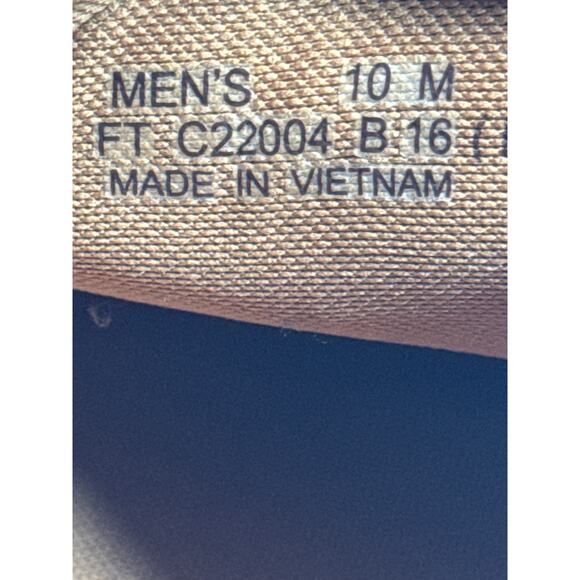 MEN'S 10 M
FT C22004 B 16 (
MADE IN VIETNAM